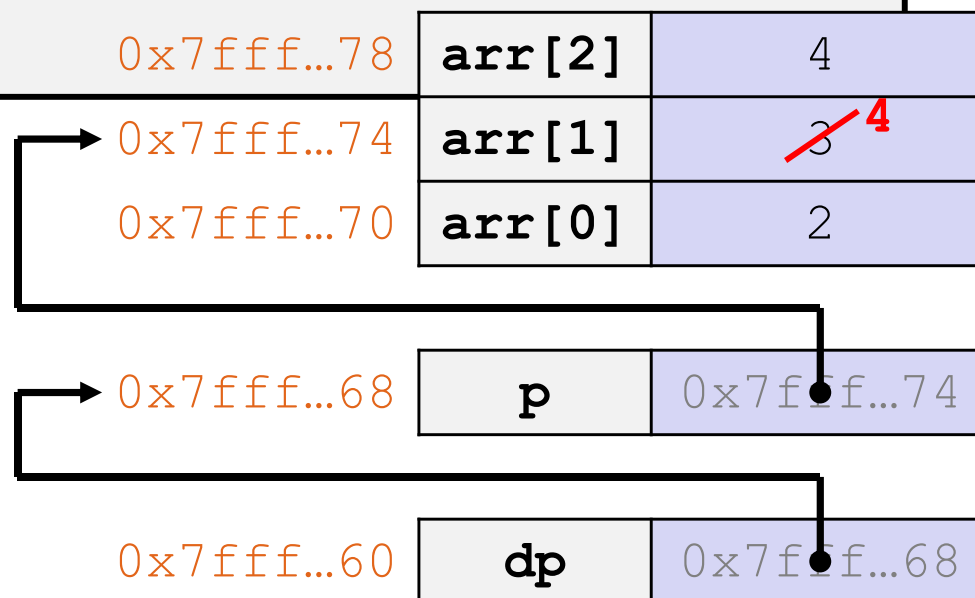 0x7fff…78 arr[2] 4
0x7fff…74 arr[1] 3 4
0x7fff…70 arr[0] 2
0x7fff…68 p 0x7fff…74
0x7fff…60 dp 0x7fff…68